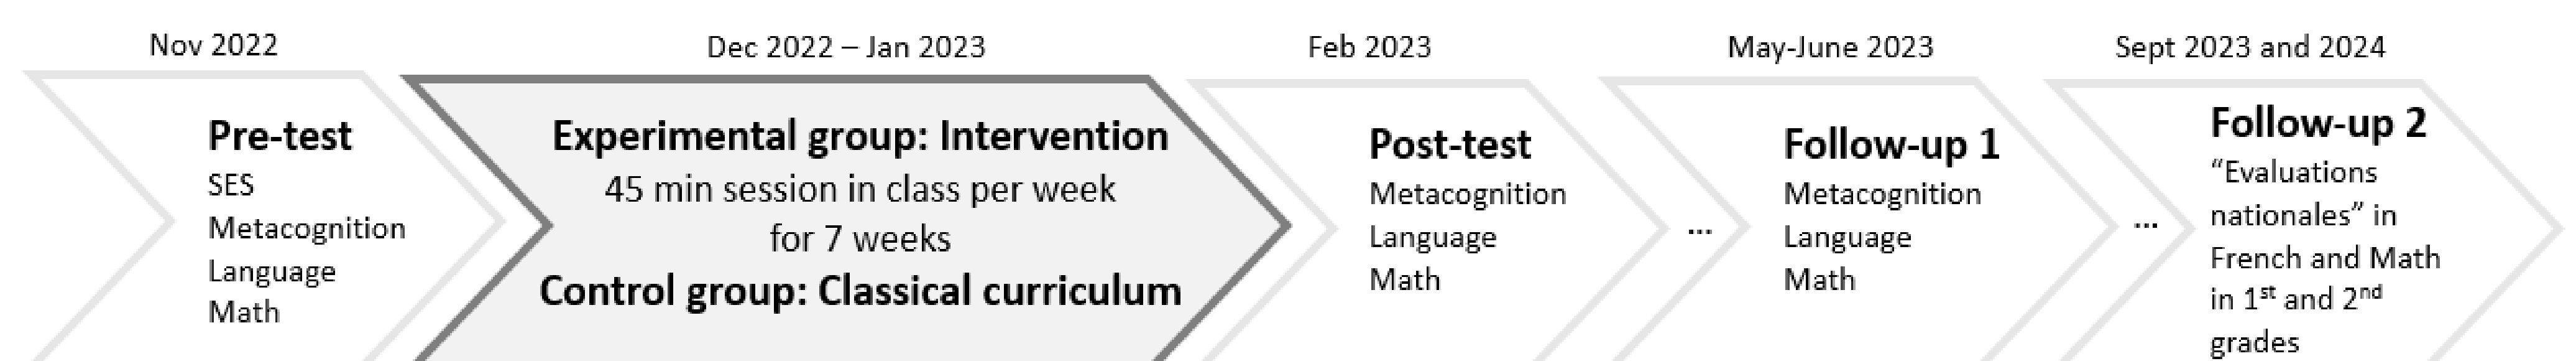 Nov 2022
Pre-test
SES
Metacognition
Language
Math
Dec 2022 – Jan 2023
Experimental group: Intervention
45 min session in class per week
for 7 weeks
Control group: Classical curriculum
Feb 2023
Post-test
Metacognition
Language
Math
...
May-June 2023
Follow-up 1
Metacognition
Language
Math
...
Sept 2023 and 2024
Follow-up 2
“Evaluations
nationales” in
French and Math
in 1st and 2nd
grades